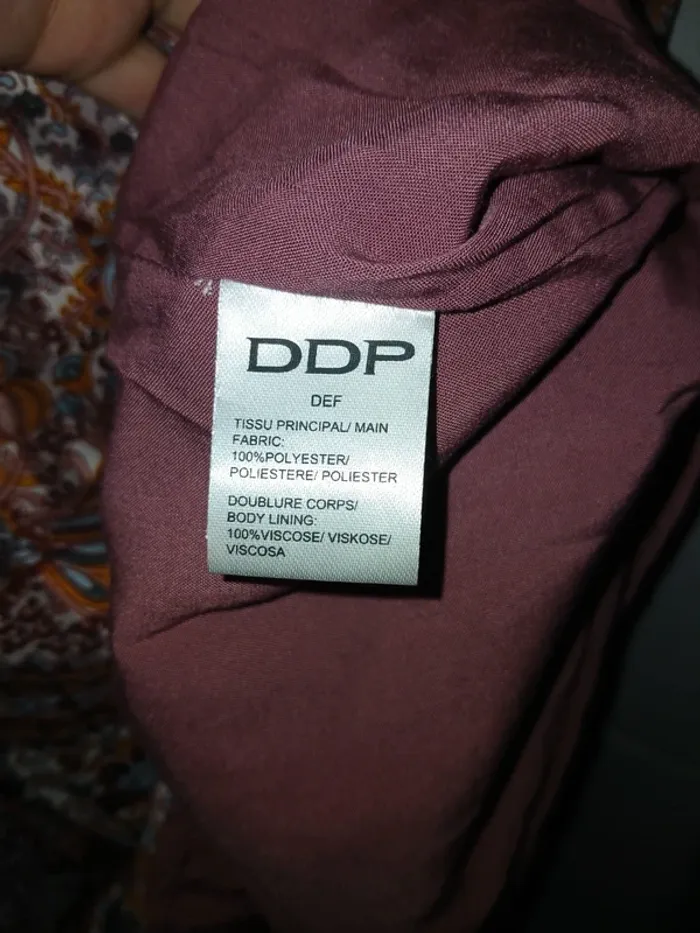 DDP
DEF
TISSU PRINCIPAL/ MAIN
FABRIC:
100%POLYESTER/
POLIESTERE/ POLIESTER
DOUBLURE CORPS/
BODY LINING:
100%VISCOSE/ VISKOSE/
VISCOSA